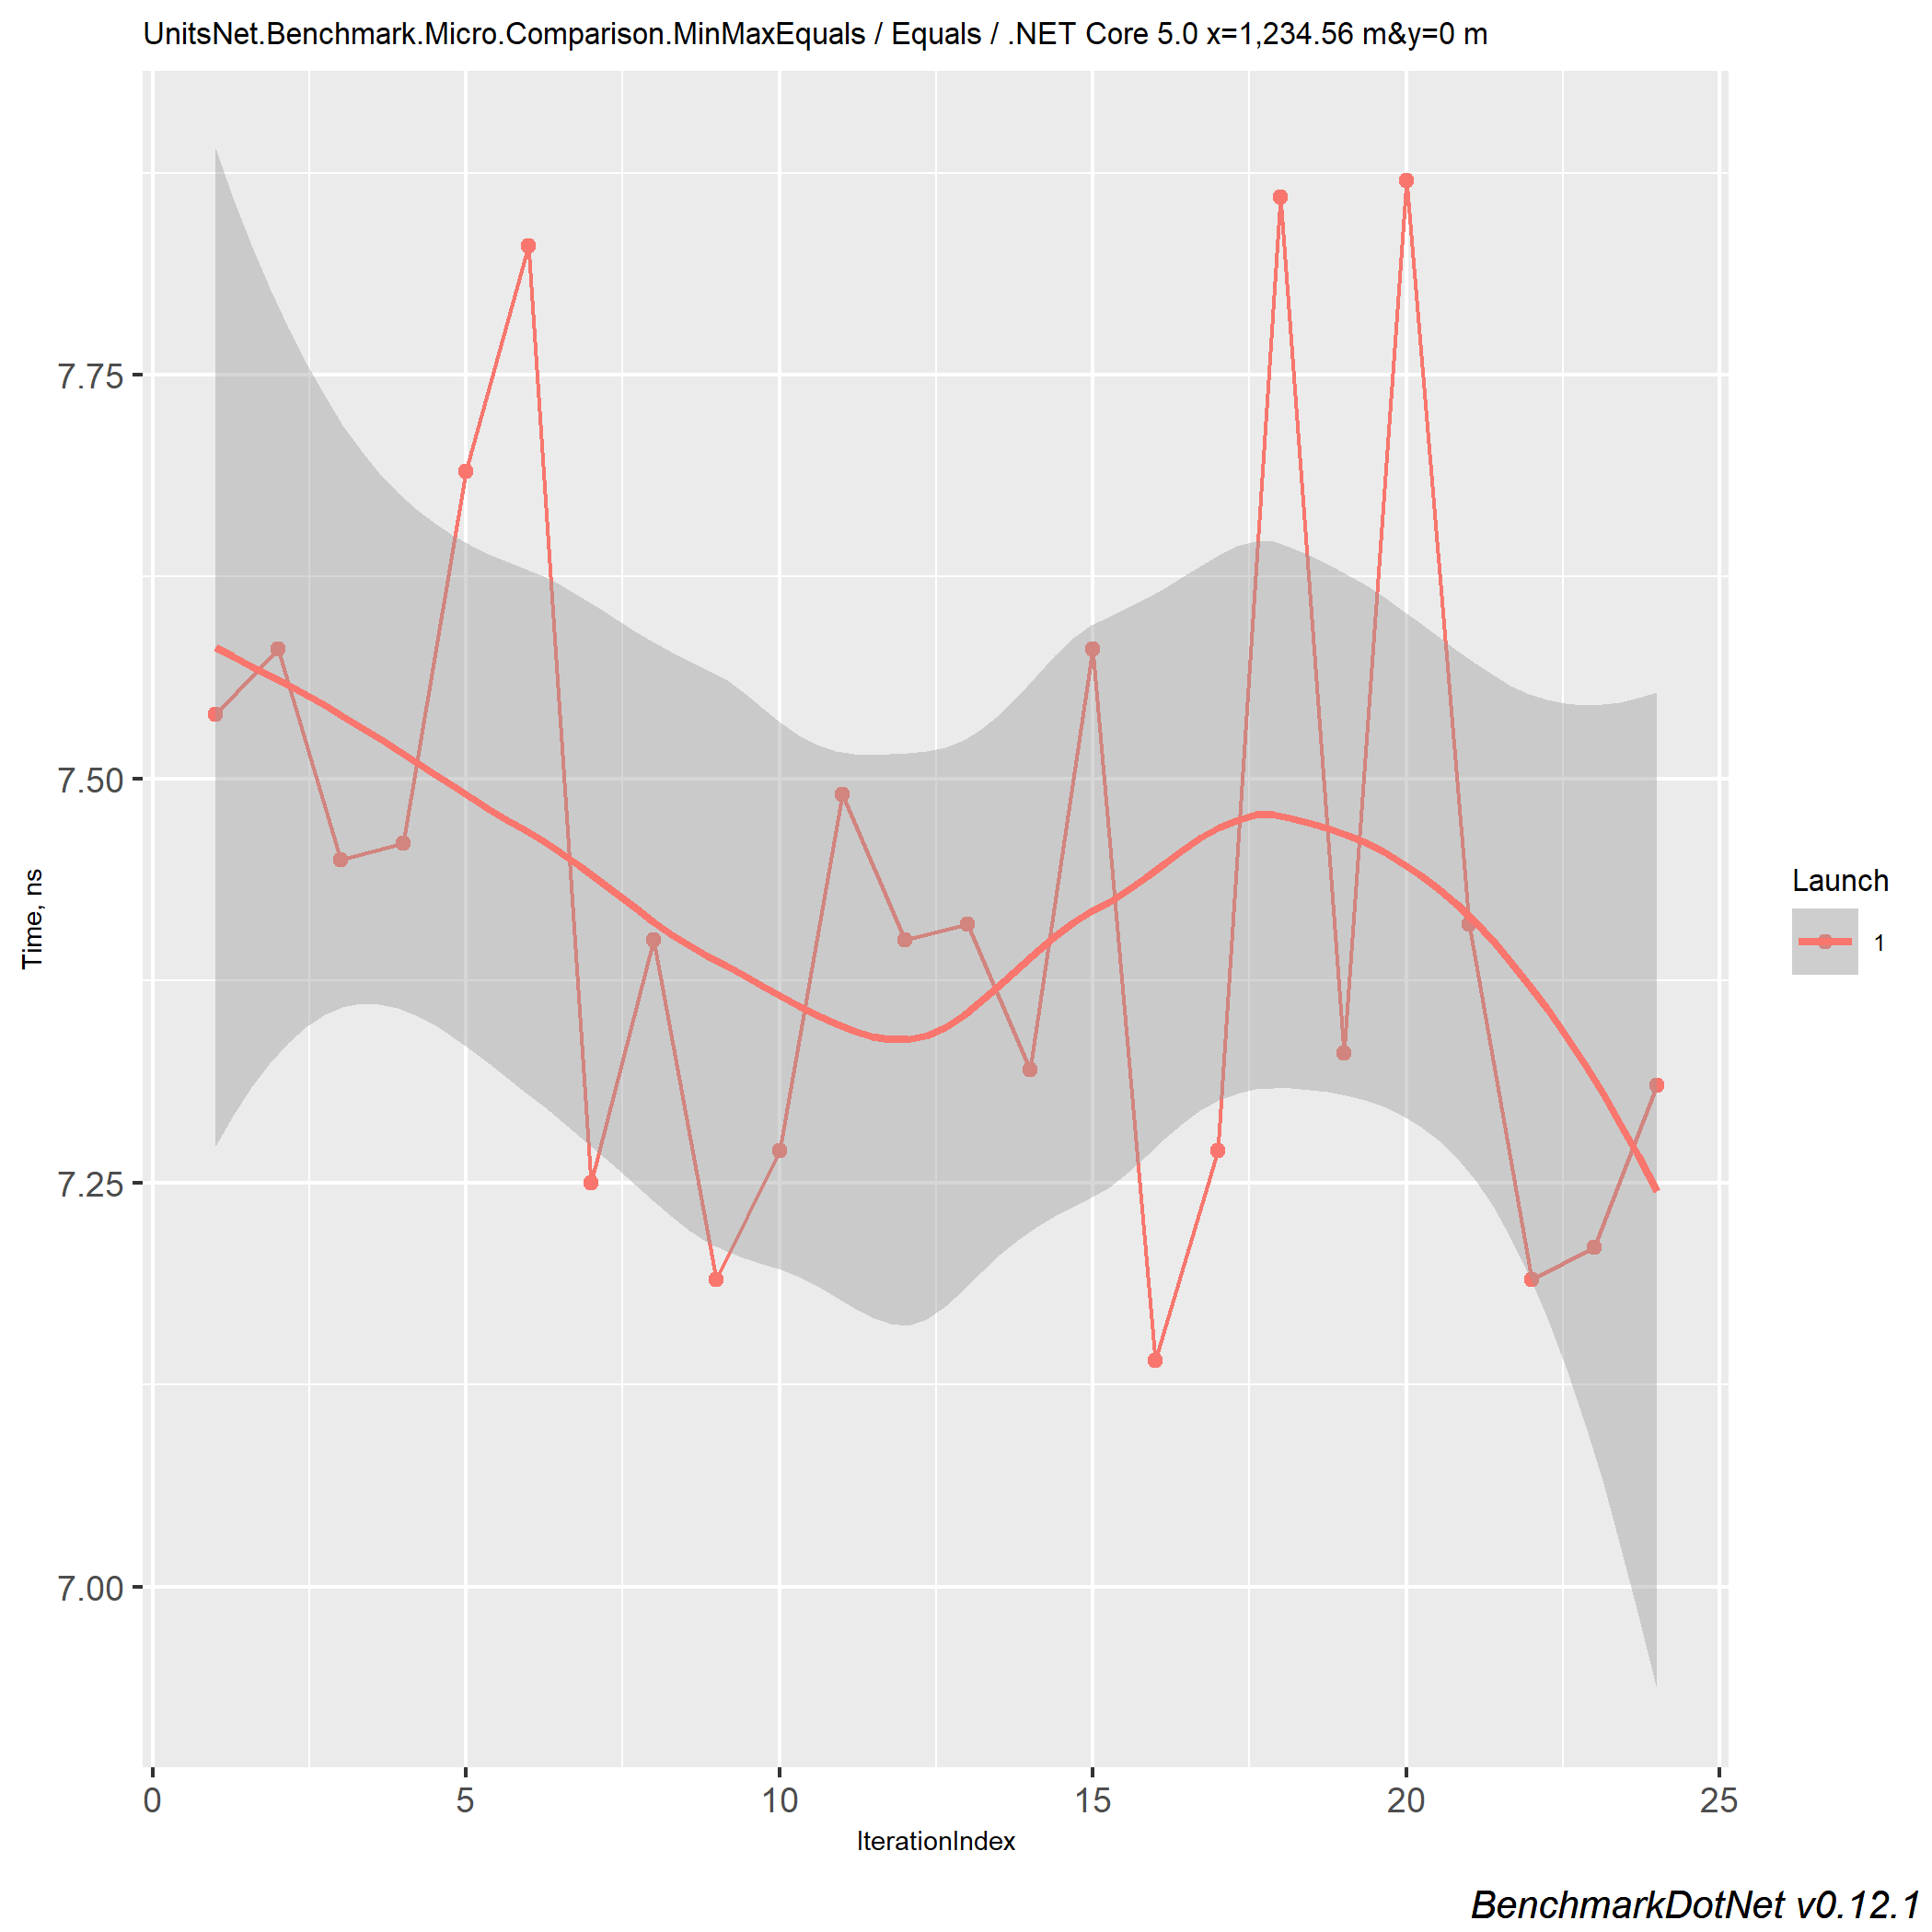 UnitsNet.Benchmark.Micro.Comparison.MinMaxEquals / Equals / .NET Core 5.0 x=1,234.56 m&y=0 m
7.75
7.50
7.25
7.00
Time, ns
0 5 10 15 20 25
IterationIndex
Launch
1
BenchmarkDotNet v0.12.1